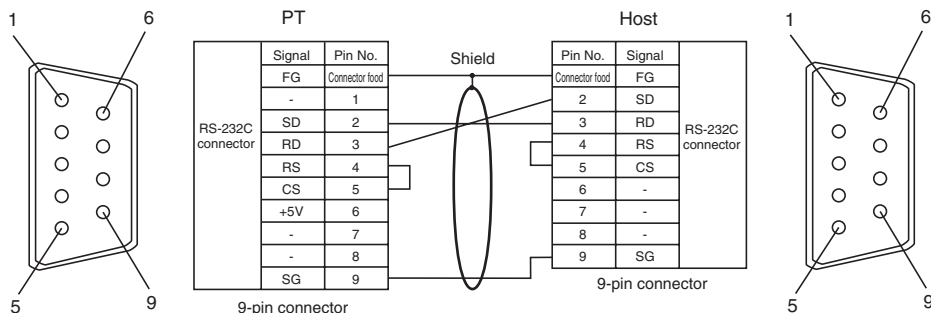 PT Host
1 6 1 6
Signal Pin No. Shield Pin No. Signal
FG Connector food Connector food FG
- 1 2 SD
SD 2 3 RD
RS-232C connector RD 3 4 RS RS-232C connector
RS 4 5 CS
CS 5 6 -
+5V 6 7 -
- 7 8 -
- 8 9 SG
SG 9
9-pin connector 9-pin connector
5 9 5 9